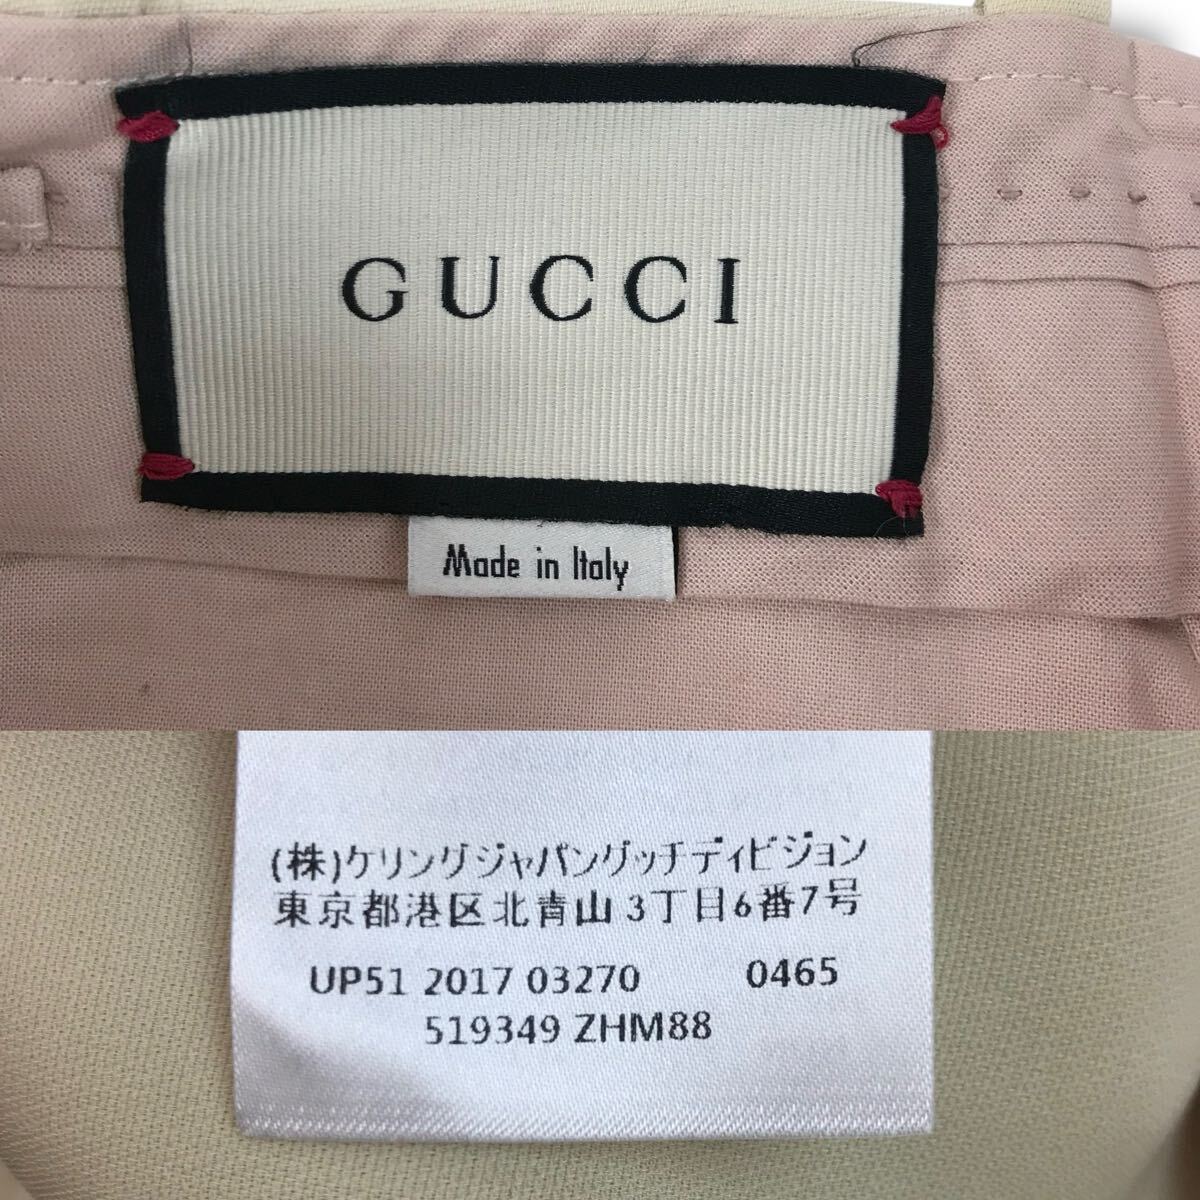 GUCCI
Made in Italy
(株)ケリングジャパングッチディビジョン
東京都港区北青山3丁目6番7号
UP51 2017 03270 0465
519349 ZHM88